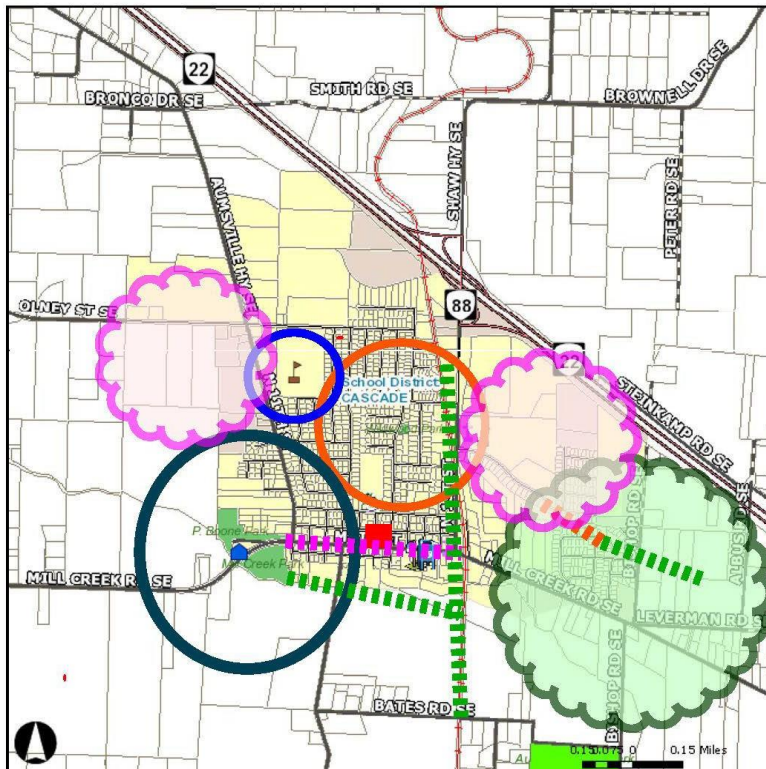 22
SMITH RD SE
BRONCO DR SE
BROWNELL DR SE
AUMSVILLE HY SE
SHAW HY SE
PETER RD SE
OLNEY ST SE
88
22
School District
CASCADE
STEINKAMP RD SE
P. Boone Park
Mill Creek Park
MILL CREEK RD SE
MILL CREEK RD SE
BISHOP RD SE
LEVERMAN RD SE
BISHOP RD SE
BATES RD SE
0.15 0.075 0
0.15 Miles